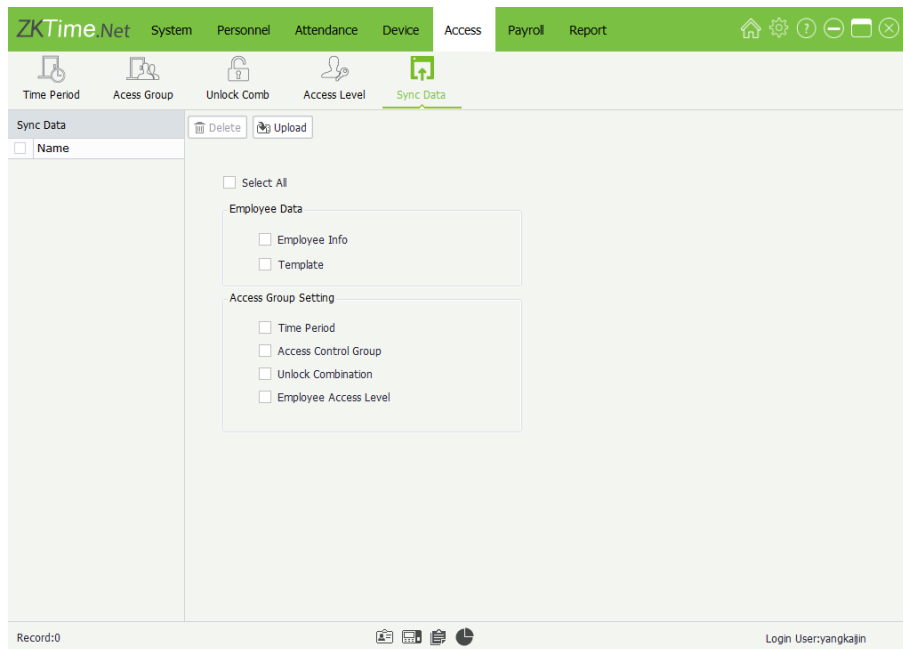 ZKTime.Net System Personnel Attendance Device Access Payroll Report
Time Period Acess Group Unlock Comb Access Level Sync Data
Sync Data
Delete Upload
Name
Select All
Employee Data
Employee Info
Template
Access Group Setting
Time Period
Access Control Group
Unlock Combination
Employee Access Level
Record:0 Login User:yangkaijin